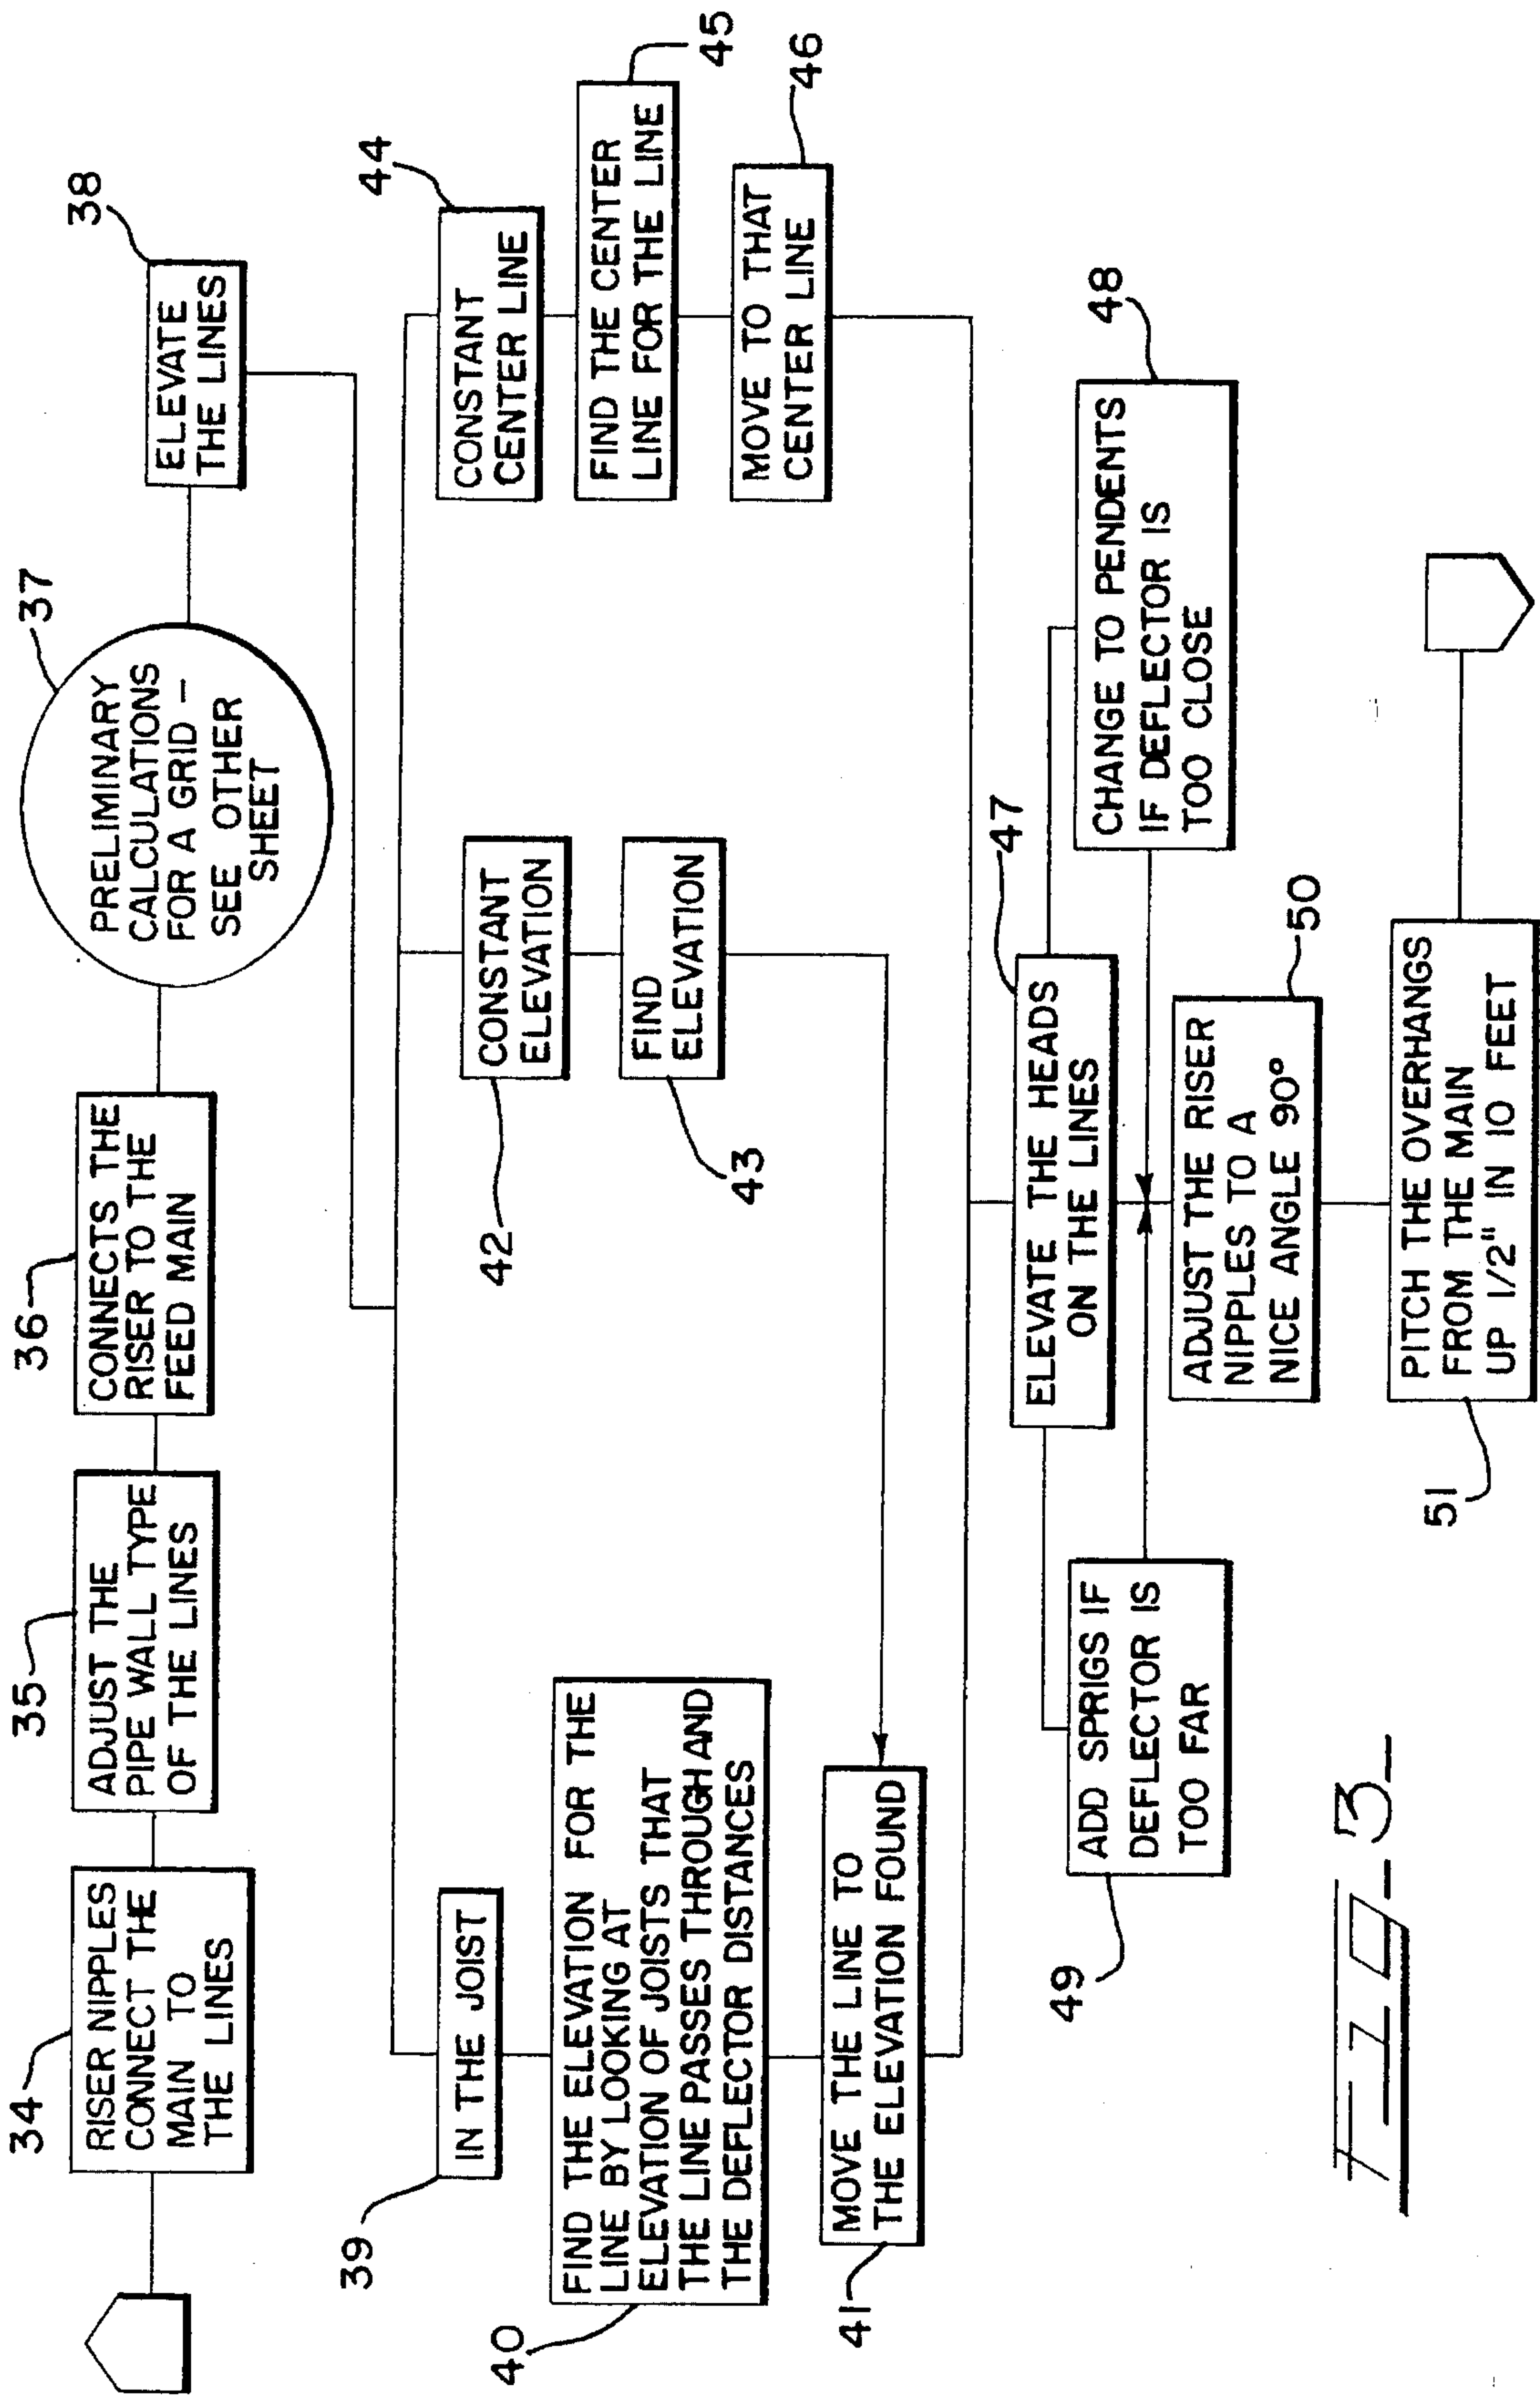 34
RISER NIPPLES
CONNECT THE
MAIN TO
THE LINES
35
ADJUST THE
PIPE WALL TYPE
OF THE LINES
36
CONNECTS THE
RISER TO THE
FEED MAIN
37
PRELIMINARY
CALCULATIONS
FOR A GRID –
SEE OTHER
SHEET
38
ELEVATE
THE LINES
39
IN THE JOIST
40
FIND THE ELEVATION FOR THE
LINE BY LOOKING AT
ELEVATION OF JOISTS THAT
THE LINE PASSES THROUGH AND
THE DEFLECTOR DISTANCES
41
MOVE THE LINE TO
THE ELEVATION FOUND
42
CONSTANT
ELEVATION
43
FIND
ELEVATION
44
CONSTANT
CENTER LINE
45
FIND THE CENTER
LINE FOR THE LINE
46
MOVE TO THAT
CENTER LINE
47
ELEVATE THE HEADS
ON THE LINES
48
CHANGE TO PENDENTS
IF DEFLECTOR IS
TOO CLOSE
49
ADD SPRIGS IF
DEFLECTOR IS
TOO FAR
50
ADJUST THE RISER
NIPPLES TO A
NICE ANGLE 90°
51
PITCH THE OVERHANGS
FROM THE MAIN
UP 1/2" IN 10 FEET
FIG-3-